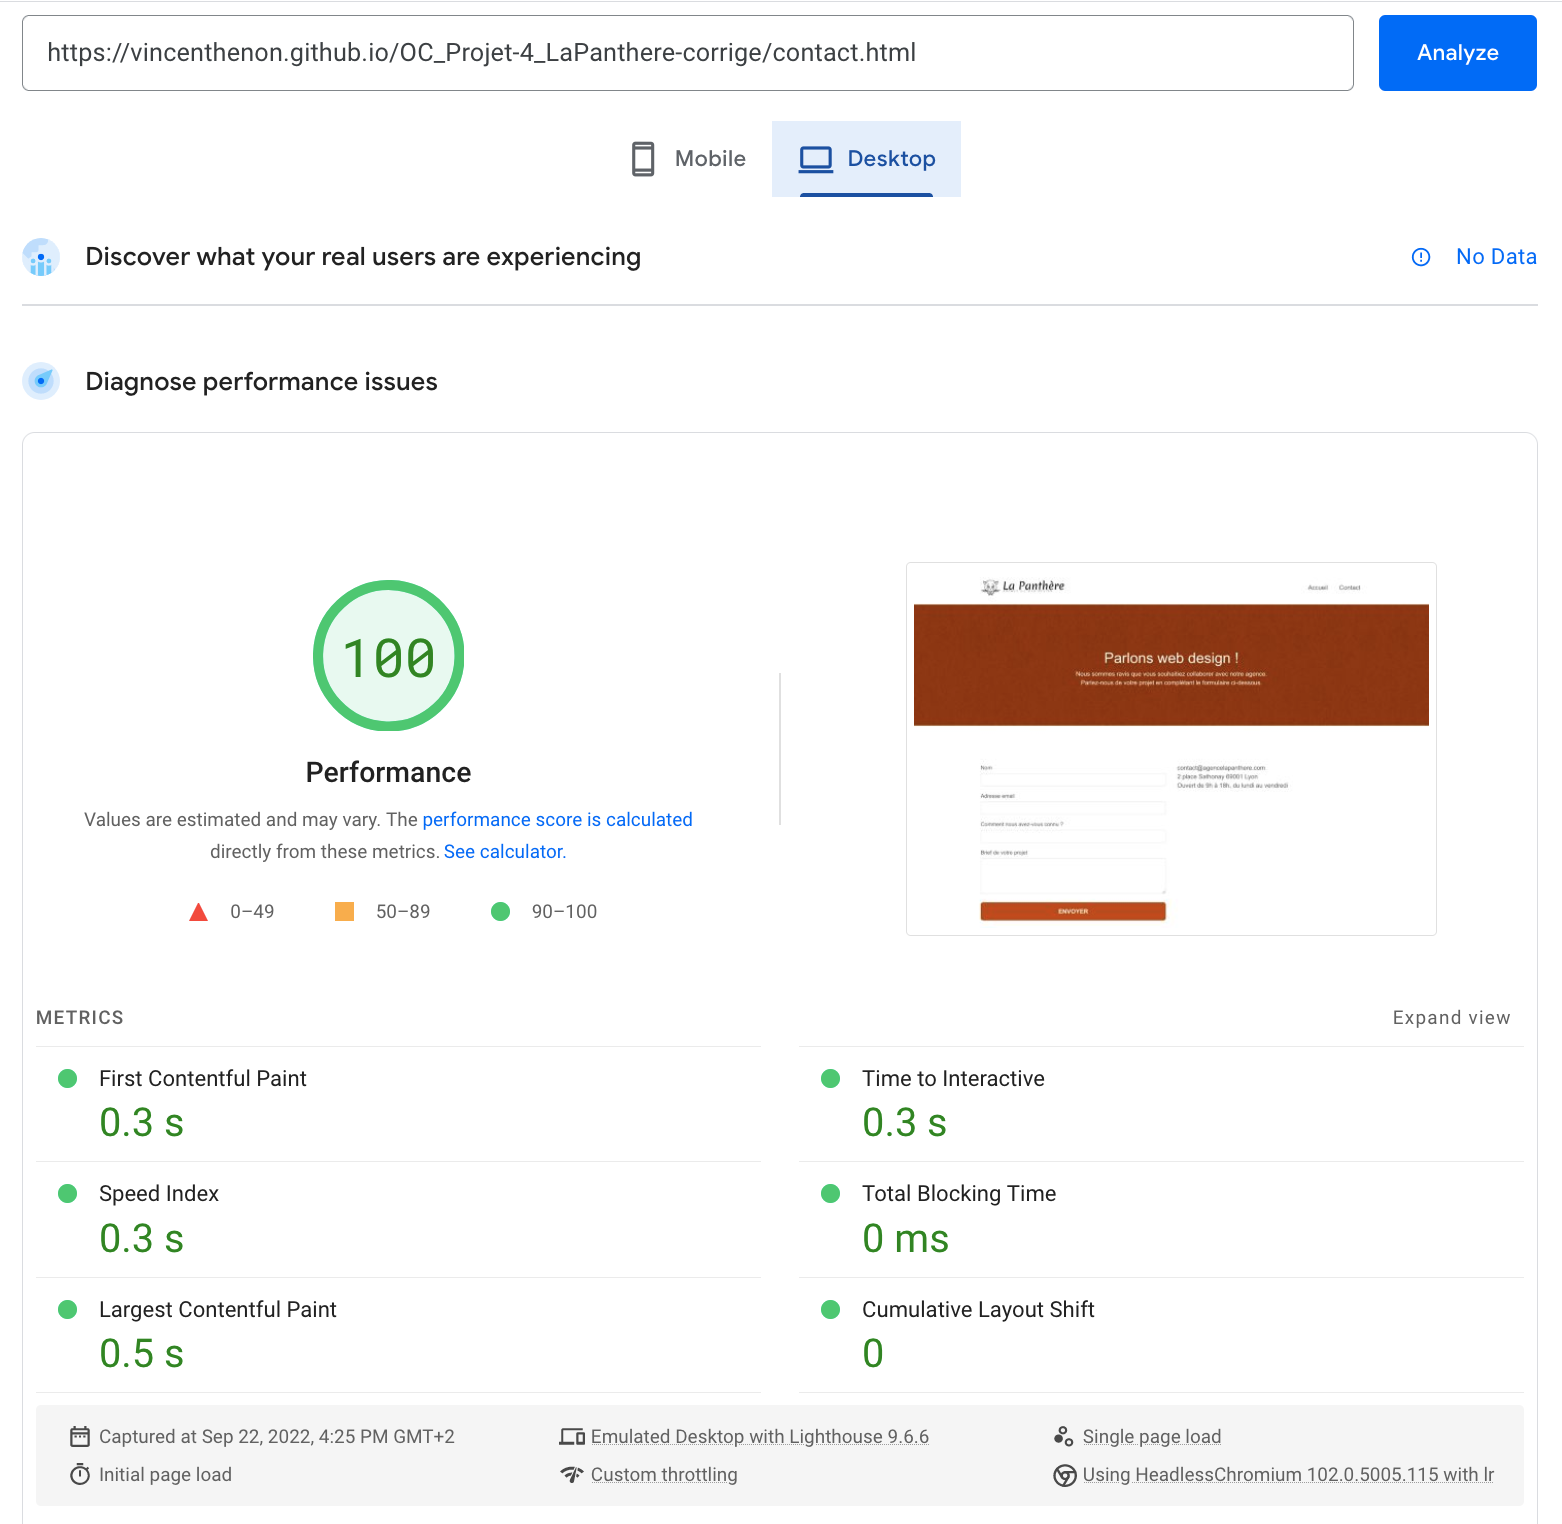 https://vincenthenon.github.io/OC_Projet-4_LaPanthere-corrige/contact.html
Analyze
Mobile
Desktop
Discover what your real users are experiencing
No Data
Diagnose performance issues
100
Performance
Values are estimated and may vary. The performance score is calculated
directly from these metrics. See calculator.
0–49
50–89
90–100
La Panthère
Accueil
Contact
Parlons web design !
Nous sommes ravis que vous souhaitiez collaborer avec notre agence.
Parlez-nous de votre projet en complétant le formulaire ci-dessous.
Nom
Adresse email
Comment nous avez-vous connu ?
Brief de votre projet
ENVOYER
contact@agencelapanthere.com
2 place Sathonay 69001 Lyon
Ouvert de 9h à 18h, du lundi au vendredi
METRICS
Expand view
First Contentful Paint
0.3 s
Time to Interactive
0.3 s
Speed Index
0.3 s
Total Blocking Time
0 ms
Largest Contentful Paint
0.5 s
Cumulative Layout Shift
0
Captured at Sep 22, 2022, 4:25 PM GMT+2
Emulated Desktop with Lighthouse 9.6.6
Single page load
Initial page load
Custom throttling
Using HeadlessChromium 102.0.5005.115 with lr